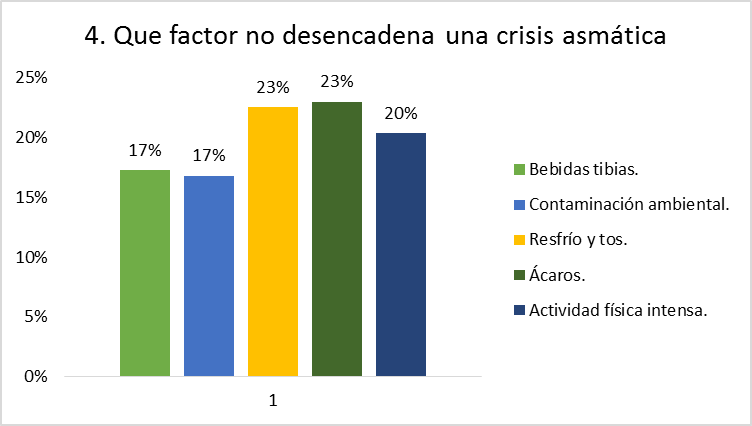 4. Que factor no desencadena una crisis asmática
25%
20%
15%
10%
5%
0%
17%
17%
23%
23%
20%
1
Bebidas tibias.
Contaminación ambiental.
Resfrío y tos.
Ácaros.
Actividad física intensa.